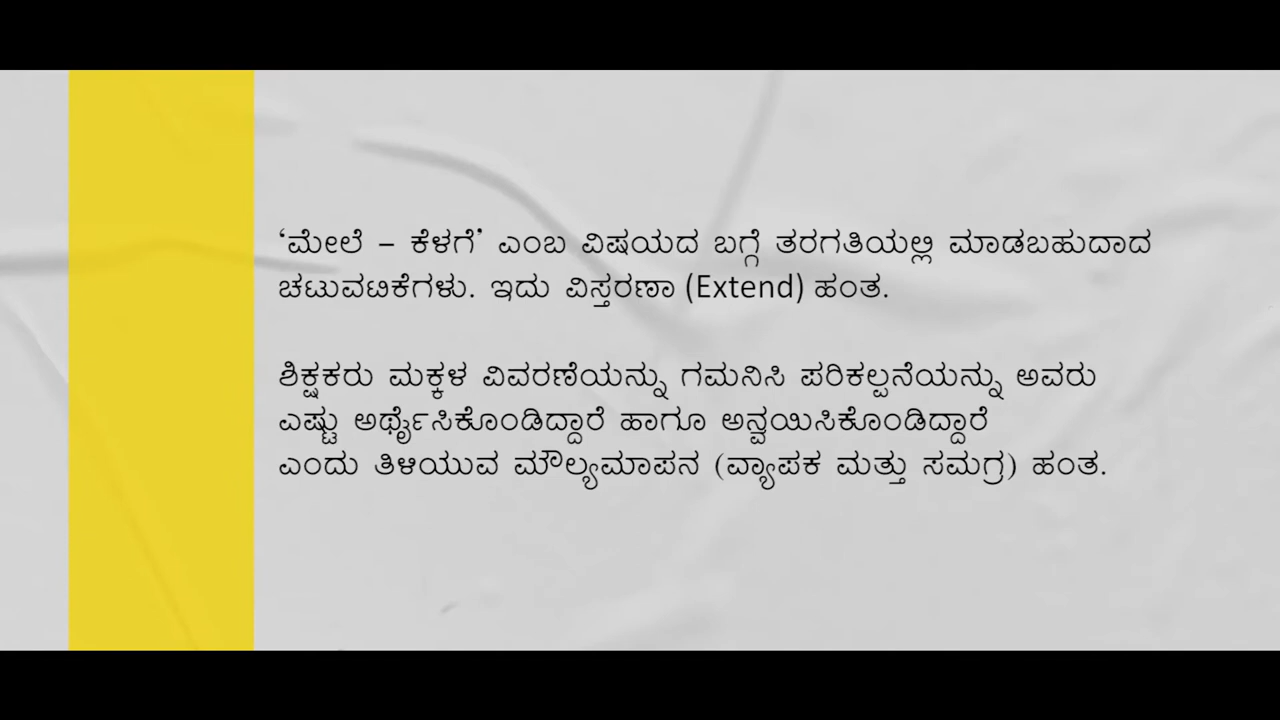 ‘ಮೇಲೆ – ಕೆಳಗೆ’ ಎಂಬ ವಿಷಯದ ಬಗ್ಗೆ ತರಗತಿಯಲ್ಲಿ ಮಾಡಬಹುದಾದ
ಚಟುವಟಿಕೆಗಳು. ಇದು ವಿಸ್ತರಣಾ (Extend) ಹಂತ.
ಶಿಕ್ಷಕರು ಮಕ್ಕಳ ವಿವರಣೆಯನ್ನು ಗಮನಿಸಿ ಪರಿಕಲ್ಪನೆಯನ್ನು ಅವರು
ಎಷ್ಟು ಅರ್ಥೈಸಿಕೊಂಡಿದ್ದಾರೆ ಹಾಗೂ ಅನ್ವಯಿಸಿಕೊಂಡಿದ್ದಾರೆ
ಎಂದು ತಿಳಿಯುವ ಮೌಲ್ಯಮಾಪನ (ವ್ಯಾಪಕ ಮತ್ತು ಸಮಗ್ರ) ಹಂತ.